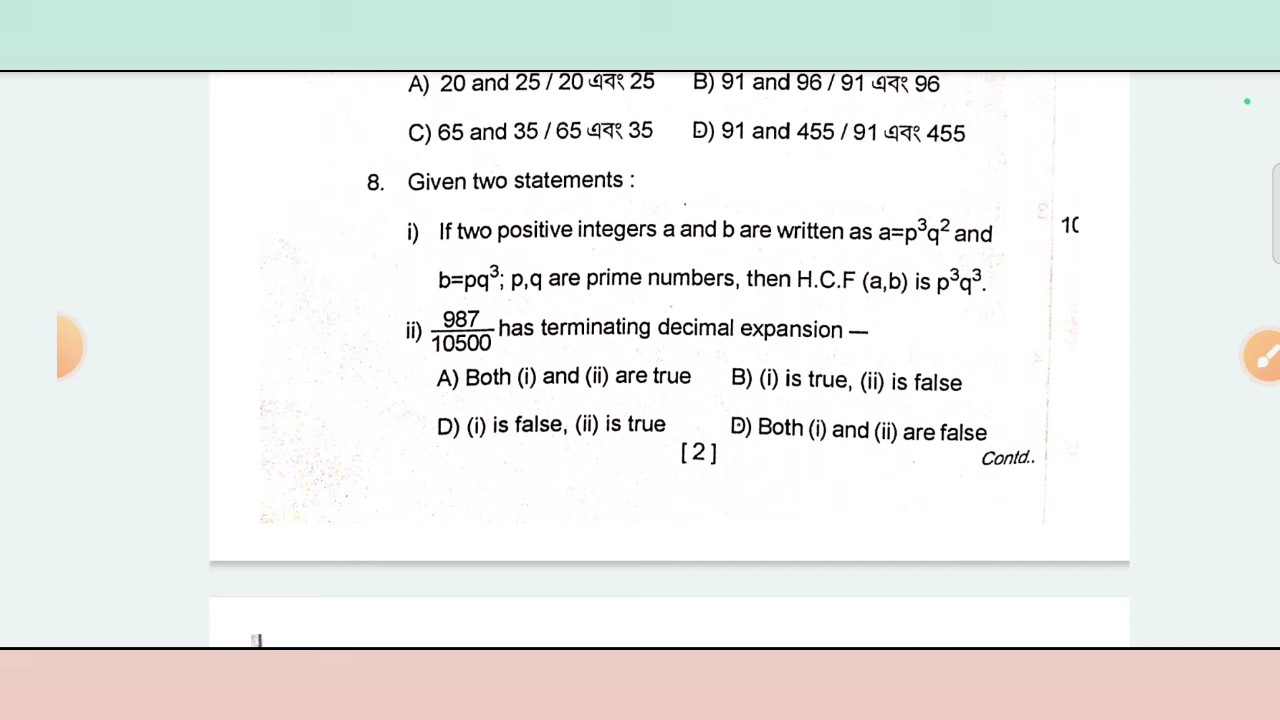 A) 20 and 25 / 20 এবং 25 B) 91 and 96 / 91 এবং 96
C) 65 and 35 / 65 এবং 35 D) 91 and 455 / 91 এবং 455
8. Given two statements :
i) If two positive integers a and b are written as a=p³q² and
b=pq³; p,q are prime numbers, then H.C.F (a,b) is p³q³.
ii) 987/10500 has terminating decimal expansion —
A) Both (i) and (ii) are true B) (i) is true, (ii) is false
D) (i) is false, (ii) is true D) Both (i) and (ii) are false
[2]
Contd..